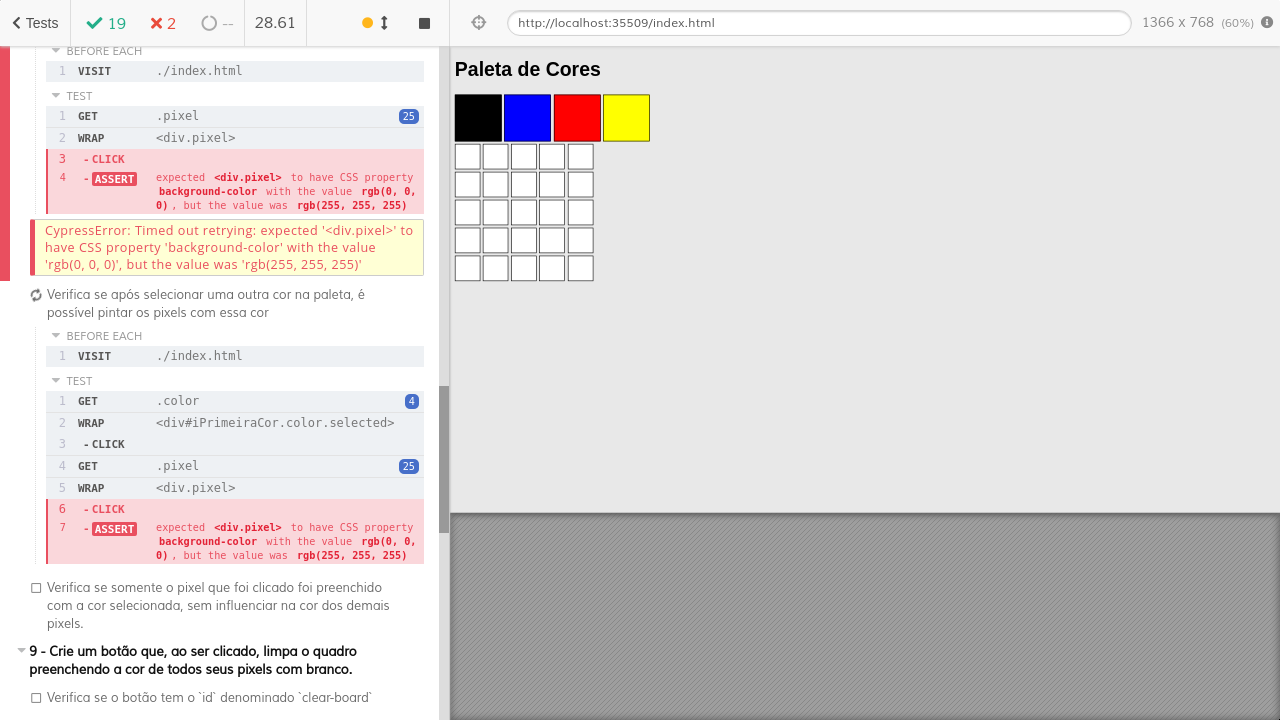 Tests 19 2 -- 28.61 http://localhost:35509/index.html 1366 x 768 (60%)
BEFORE EACH
1 VISIT ./index.html
TEST
1 GET .pixel 25
2 WRAP <div.pixel>
3 - CLICK
4 - ASSERT expected <div.pixel> to have CSS property
background-color with the value rgb(0, 0,
0) , but the value was rgb(255, 255, 255)
CypressError: Timed out retrying: expected '<div.pixel>' to
have CSS property 'background-color' with the value
'rgb(0, 0, 0)', but the value was 'rgb(255, 255, 255)'
Verifica se após selecionar uma outra cor na paleta, é
possível pintar os pixels com essa cor
BEFORE EACH
1 VISIT ./index.html
TEST
1 GET .color 4
2 WRAP <div#iPrimeiraCor.color.selected>
3 - CLICK
4 GET .pixel 25
5 WRAP <div.pixel>
6 - CLICK
7 - ASSERT expected <div.pixel> to have CSS property
background-color with the value rgb(0, 0,
0) , but the value was rgb(255, 255, 255)
Verifica se somente o pixel que foi clicado foi preenchido
com a cor selecionada, sem influenciar na cor dos demais
pixels.
9 - Crie um botão que, ao ser clicado, limpa o quadro
preenchendo a cor de todos seus pixels com branco.
Verifica se o botão tem o `id` denominado `clear-board`
Paleta de Cores